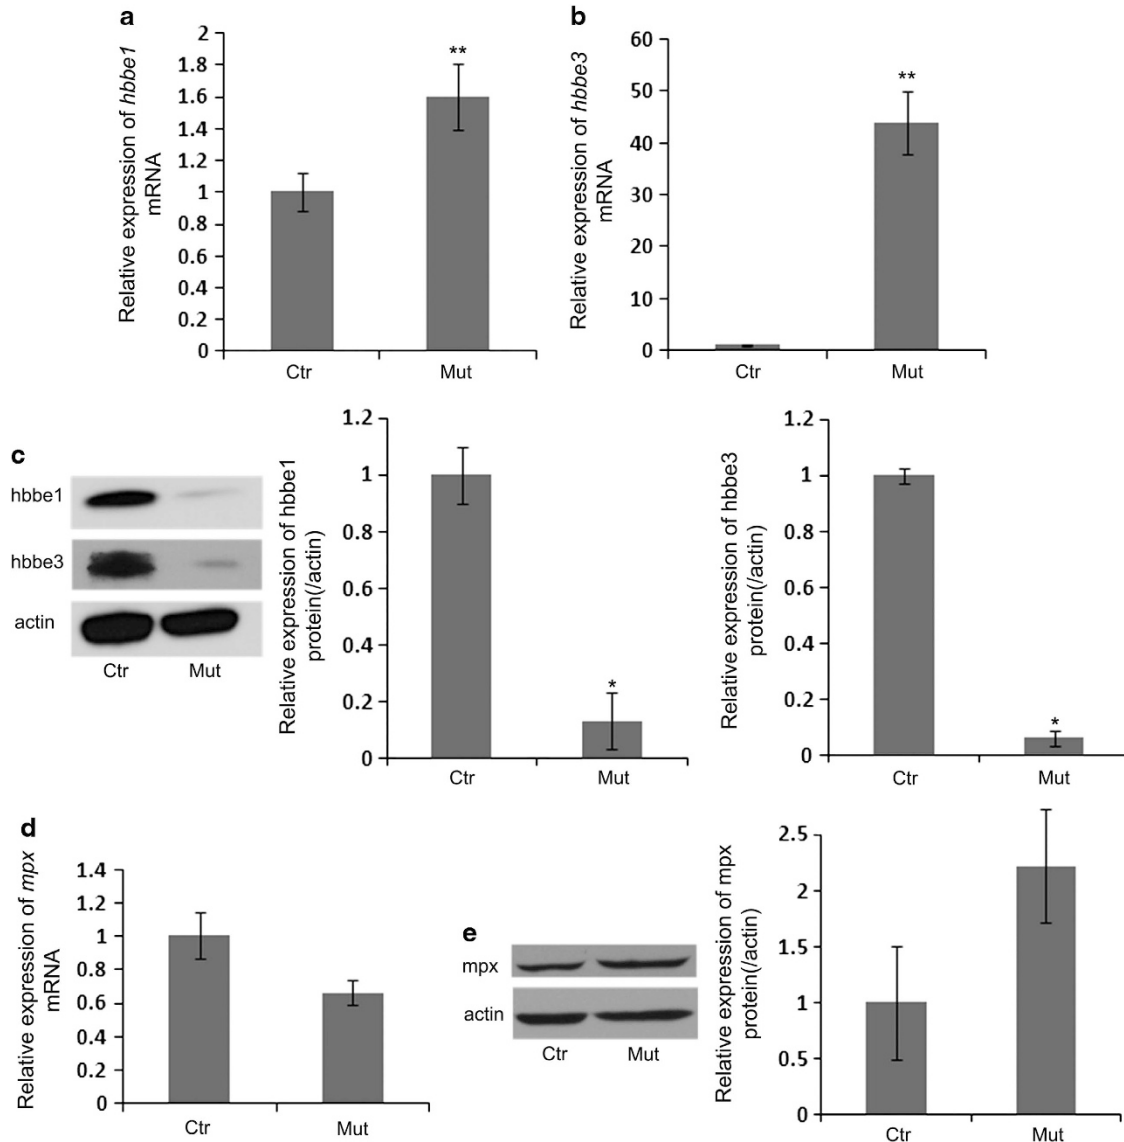 a
Relative expression of hbbe1
mRNA
2
1.8
1.6
1.4
1.2
1
0.8
0.6
0.4
0.2
0
**
Ctr
Mut
b
Relative expression of hbbe3
mRNA
60
50
40
30
20
10
0
**
Ctr
Mut
c
hbbe1
hbbe3
actin
Ctr
Mut
Relative expression of hbbe1
protein(/actin)
1.2
1
0.8
0.6
0.4
0.2
0
*
Ctr
Mut
Relative expression of hbbe3
protein(/actin)
1.2
1
0.8
0.6
0.4
0.2
0
*
Ctr
Mut
d
Relative expression of mpx
mRNA
1.4
1.2
1
0.8
0.6
0.4
0.2
0
Ctr
Mut
e
mpx
actin
Ctr
Mut
Relative expression of mpx
protein(/actin)
2.5
2
1.5
1
0.5
0
Ctr
Mut